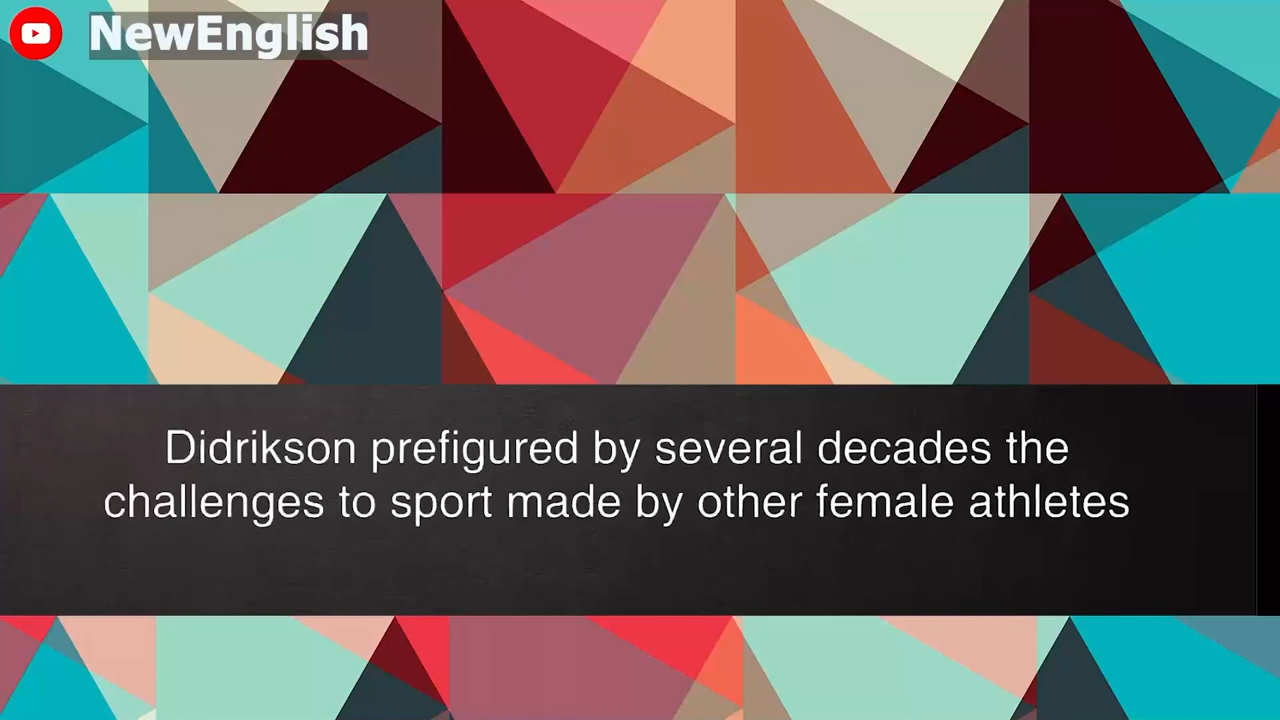 NewEnglish
Didrikson prefigured by several decades the
challenges to sport made by other female athletes